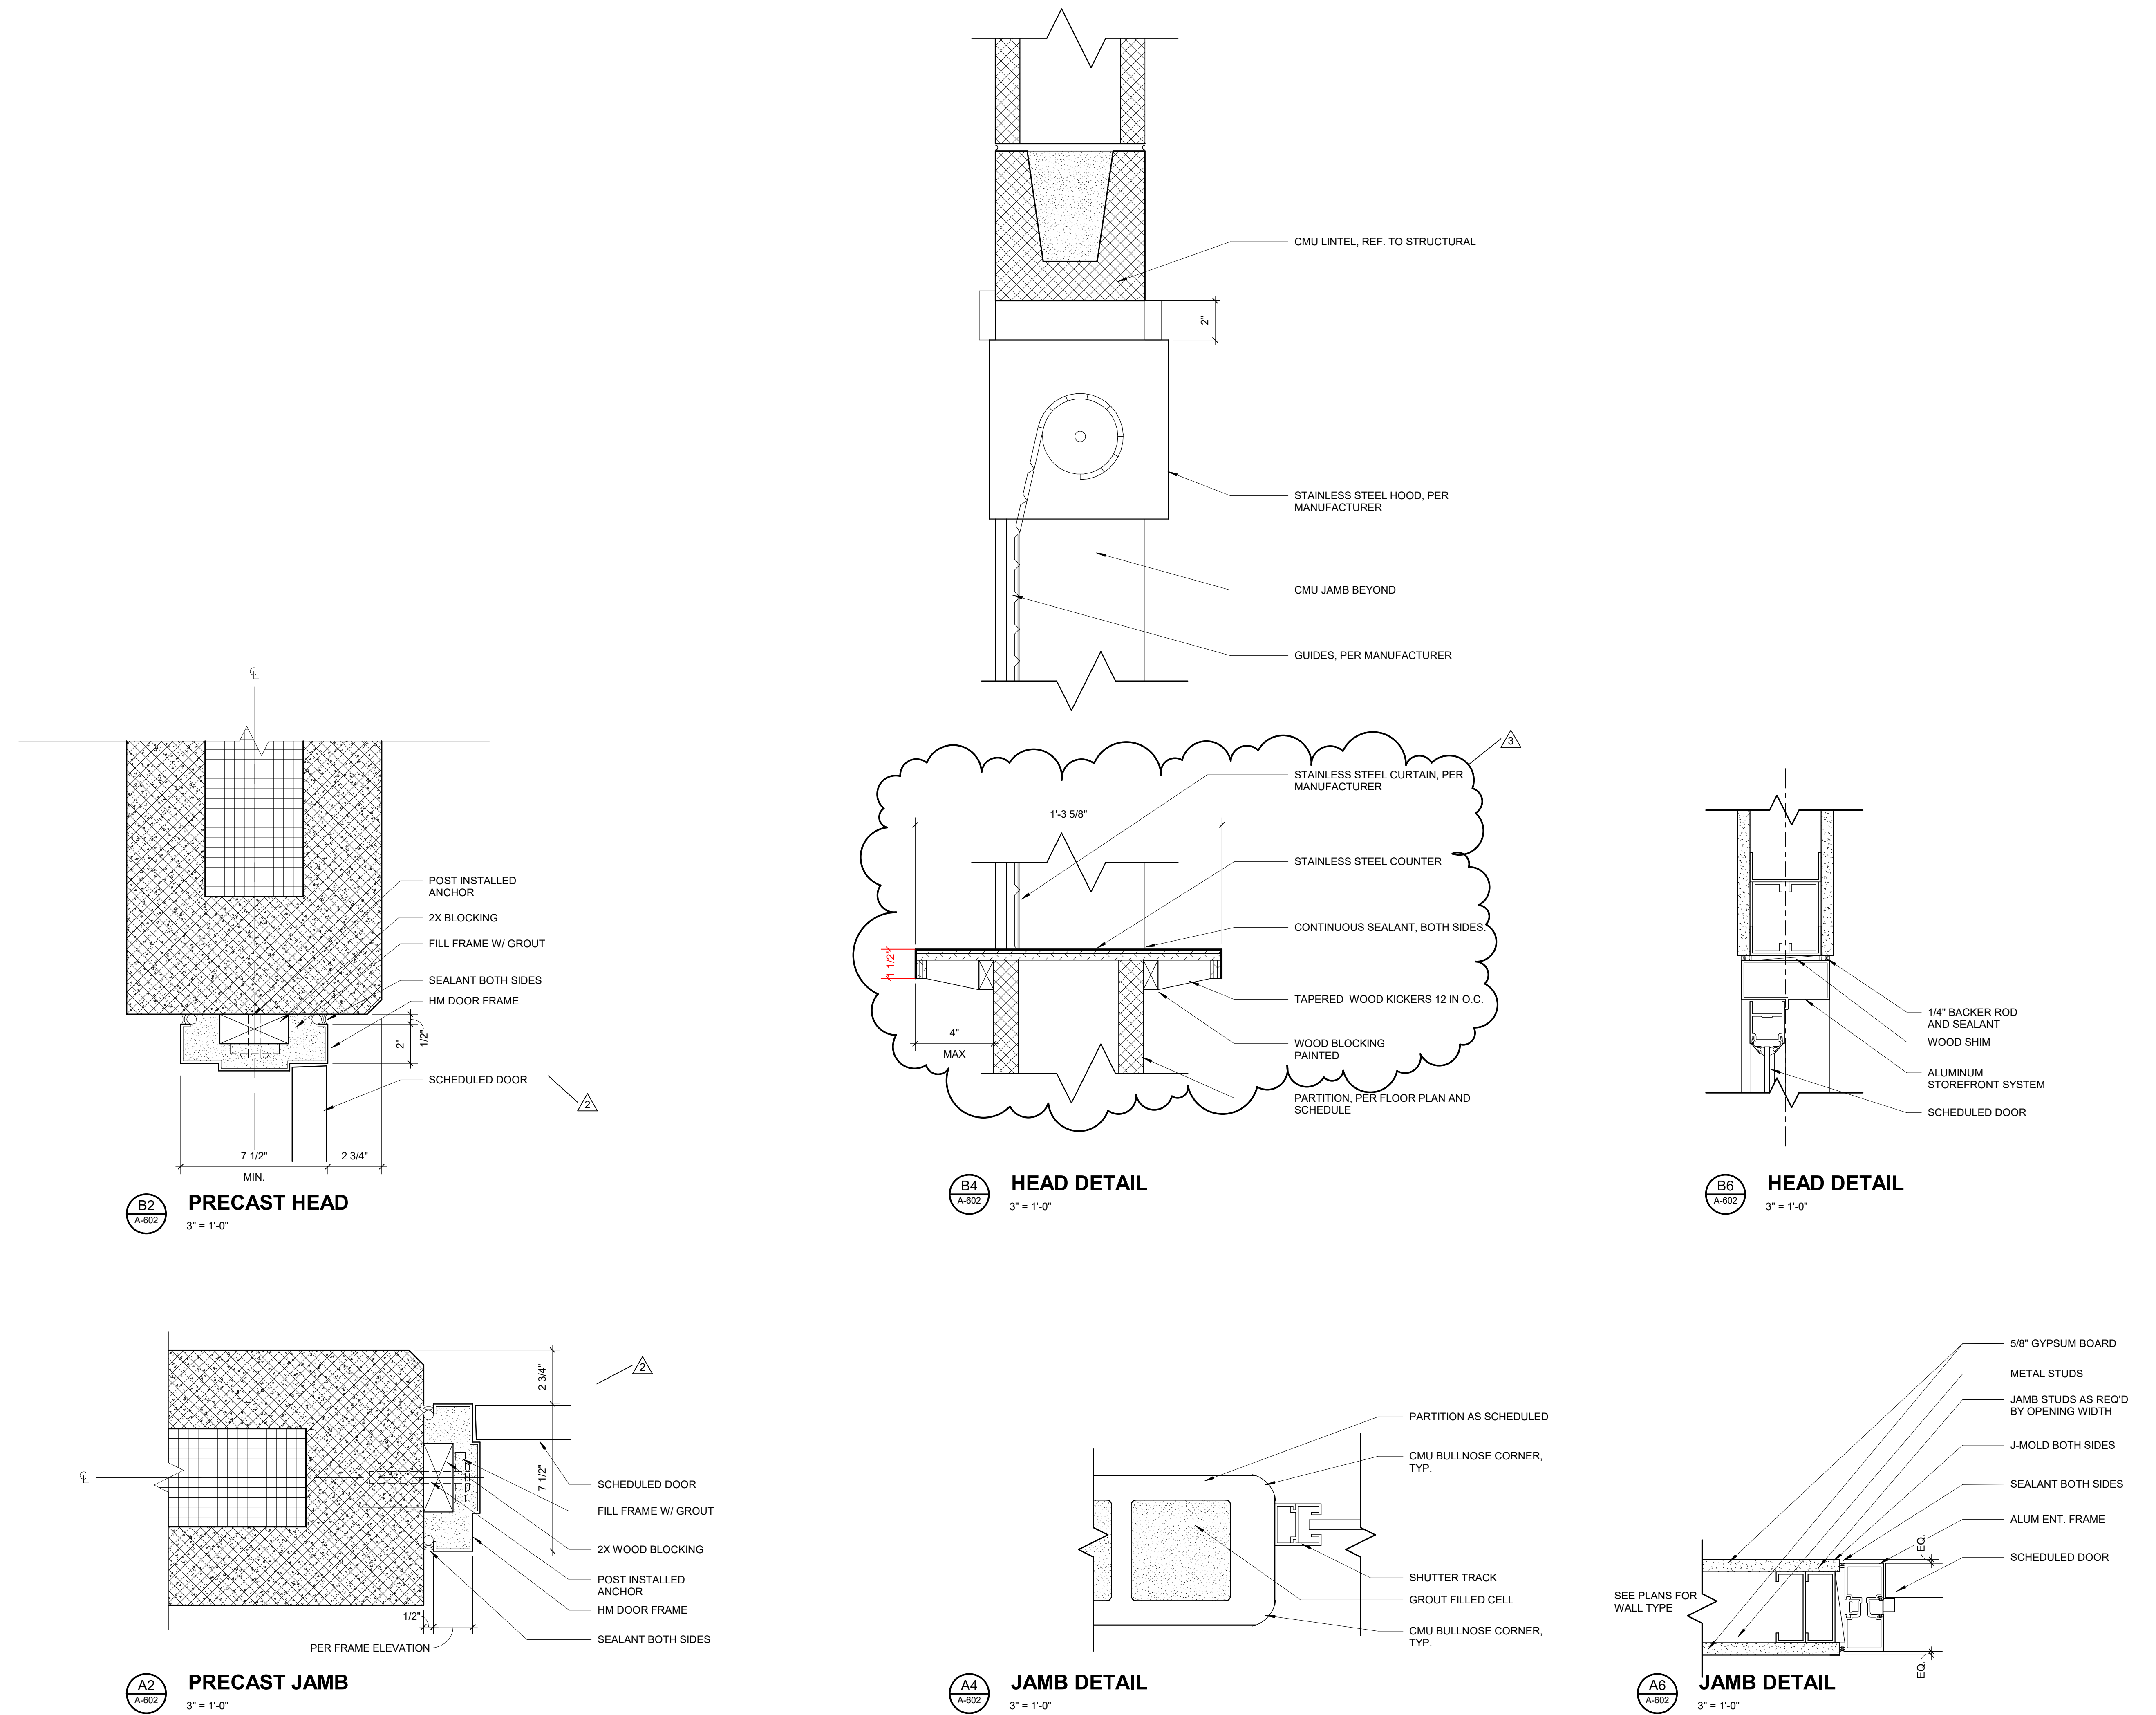 CMU LINTEL, REF. TO STRUCTURAL
2"
STAINLESS STEEL HOOD, PER
MANUFACTURER
CMU JAMB BEYOND
GUIDES, PER MANUFACTURER
3
STAINLESS STEEL CURTAIN, PER
MANUFACTURER
1'-3 5/8"
STAINLESS STEEL COUNTER
CONTINUOUS SEALANT, BOTH SIDES.
1 1/2"
TAPERED WOOD KICKERS 12 IN O.C.
4"
MAX
WOOD BLOCKING
PAINTED
PARTITION, PER FLOOR PLAN AND
SCHEDULE
B4
A-602
HEAD DETAIL
3" = 1'-0"
℄
POST INSTALLED
ANCHOR
2X BLOCKING
FILL FRAME W/ GROUT
SEALANT BOTH SIDES
HM DOOR FRAME
2"
1/2"
SCHEDULED DOOR
2
7 1/2"
MIN.
2 3/4"
B2
A-602
PRECAST HEAD
3" = 1'-0"
1/4" BACKER ROD
AND SEALANT
WOOD SHIM
ALUMINUM
STOREFRONT SYSTEM
SCHEDULED DOOR
B6
A-602
HEAD DETAIL
3" = 1'-0"
2
2 3/4"
7 1/2"
℄
SCHEDULED DOOR
FILL FRAME W/ GROUT
2X WOOD BLOCKING
POST INSTALLED
ANCHOR
HM DOOR FRAME
1/2"
SEALANT BOTH SIDES
PER FRAME ELEVATION
A2
A-602
PRECAST JAMB
3" = 1'-0"
PARTITION AS SCHEDULED
CMU BULLNOSE CORNER,
TYP.
SHUTTER TRACK
GROUT FILLED CELL
CMU BULLNOSE CORNER,
TYP.
A4
A-602
JAMB DETAIL
3" = 1'-0"
5/8" GYPSUM BOARD
METAL STUDS
JAMB STUDS AS REQ'D
BY OPENING WIDTH
J-MOLD BOTH SIDES
SEALANT BOTH SIDES
ALUM ENT. FRAME
EQ.
SCHEDULED DOOR
SEE PLANS FOR
WALL TYPE
EQ.
A6
A-602
JAMB DETAIL
3" = 1'-0"